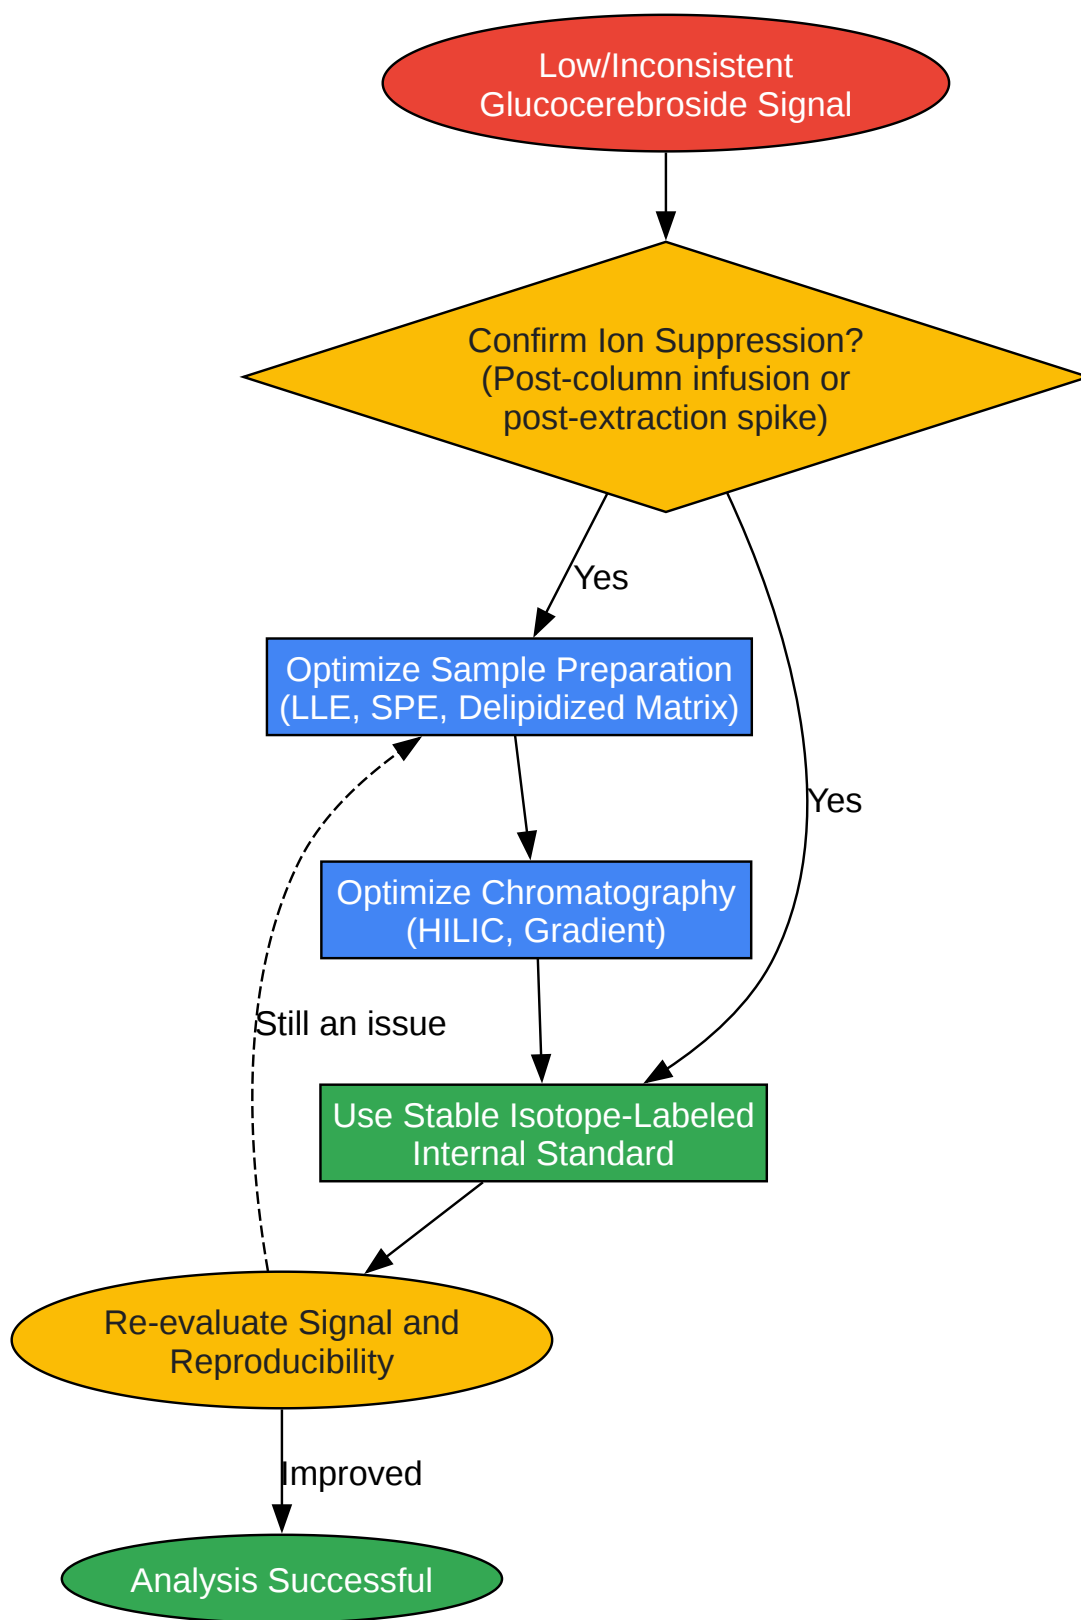 Low/Inconsistent
Glucocerebroside Signal
Confirm Ion Suppression?
(Post-column infusion or
post-extraction spike)
Yes
Optimize Sample Preparation
(LLE, SPE, Delipidized Matrix)
Yes
Optimize Chromatography
(HILIC, Gradient)
Still an issue
Use Stable Isotope-Labeled
Internal Standard
Re-evaluate Signal and
Reproducibility
Improved
Analysis Successful